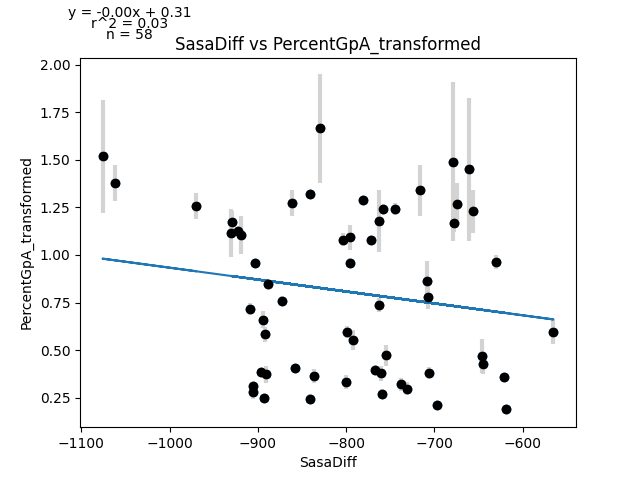 y = -0.00x + 0.31
r^2 = 0.03
n = 58
SasaDiff vs PercentGpA_transformed
2.00
1.75
1.50
1.25
1.00
0.75
0.50
0.25
PercentGpA_transformed
−1100 −1000 −900 −800 −700 −600
SasaDiff